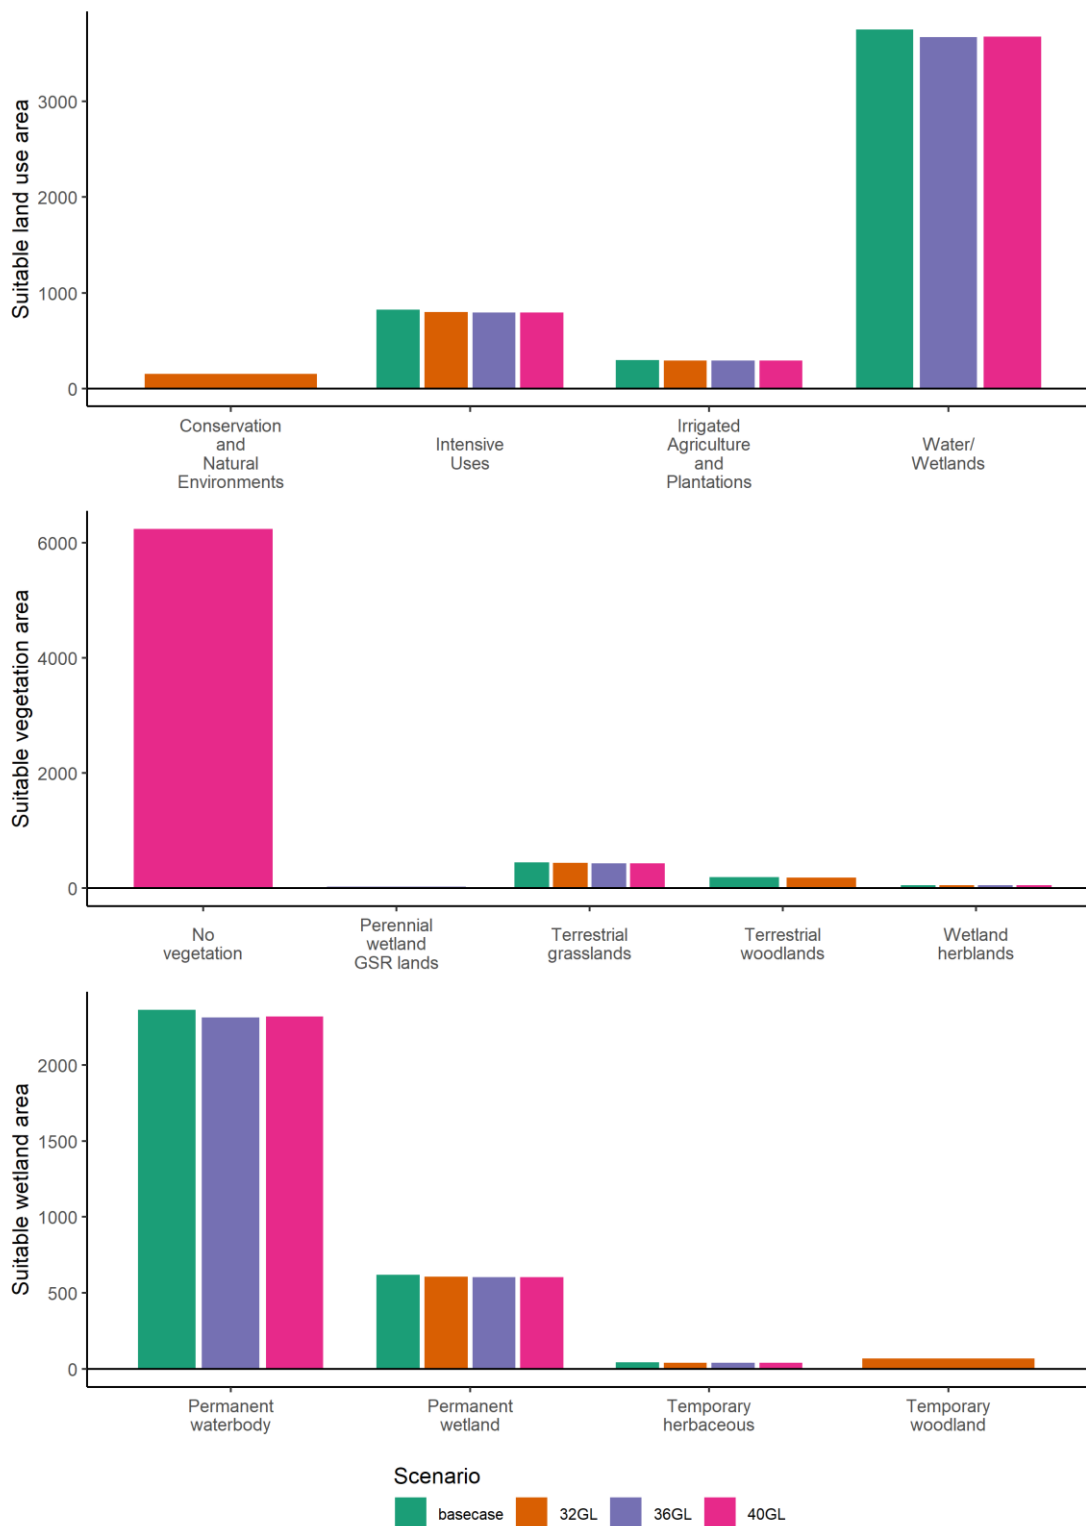 Suitable land use area
3000
2000
1000
0
Conservation
and
Natural
Environments
Intensive
Uses
Irrigated
Agriculture
and
Plantations
Water/
Wetlands
Suitable vegetation area
6000
4000
2000
0
No
vegetation
Perennial
wetland
GSR lands
Terrestrial
grasslands
Terrestrial
woodlands
Wetland
herblands
Suitable wetland area
2000
1500
1000
500
0
Permanent
waterbody
Permanent
wetland
Temporary
herbaceous
Temporary
woodland
Scenario
basecase 32GL 36GL 40GL